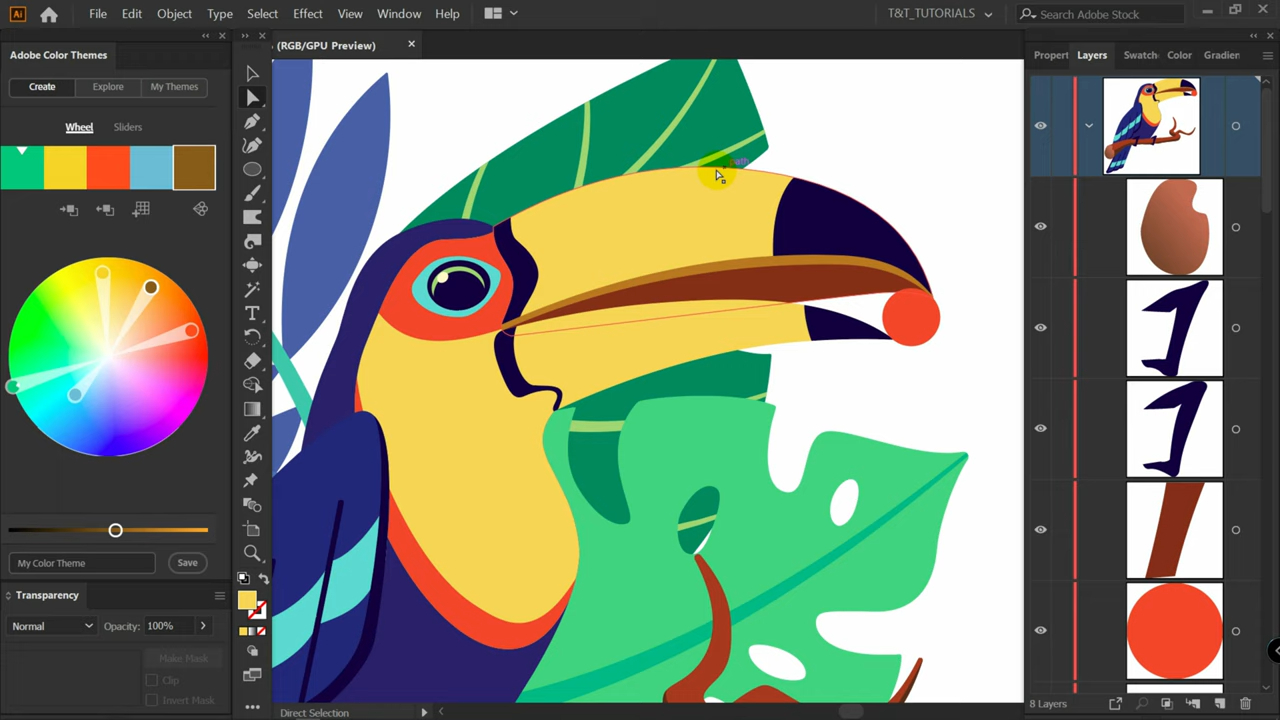 Ai File Edit Object Type Select Effect View Window Help T&T_TUTORIALS Search Adobe Stock
Adobe Color Themes
(RGB/GPU Preview)
Propert Layers Swatch Color Gradien
Create Explore My Themes
Wheel Sliders
path
My Color Theme Save
Transparency
Normal Opacity: 100%
Make Mask
Clip
Invert Mask
Direct Selection
8 Layers